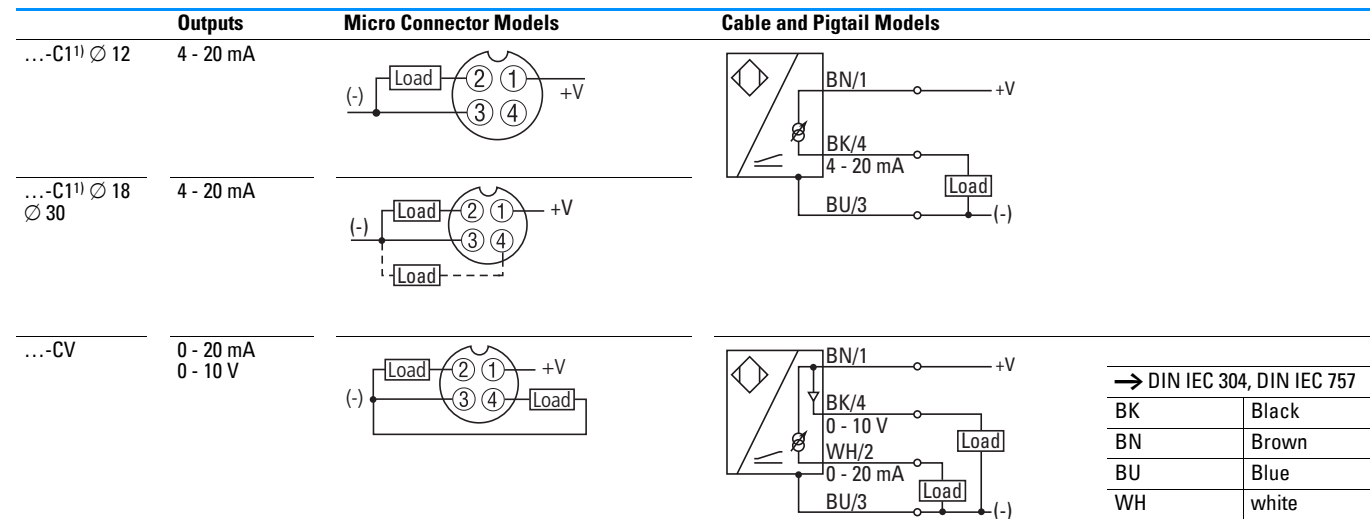 Outputs Micro Connector Models Cable and Pigtail Models
...-C1¹⁾ ∅ 12 4 - 20 mA
Load 2 1
(-) +V
3 4
BN/1 +V
BK/4
4 - 20 mA
Load
BU/3 (-)
...-C1¹⁾ ∅ 18 4 - 20 mA
∅ 30
Load 2 1 +V
(-)
3 4
Load
...-CV 0 - 20 mA
0 - 10 V
Load 2 1 +V
(-) 3 4 Load
BN/1 +V
BK/4
0 - 10 V
Load
WH/2
0 - 20 mA
Load
BU/3 (-)
→ DIN IEC 304, DIN IEC 757
BK Black
BN Brown
BU Blue
WH white